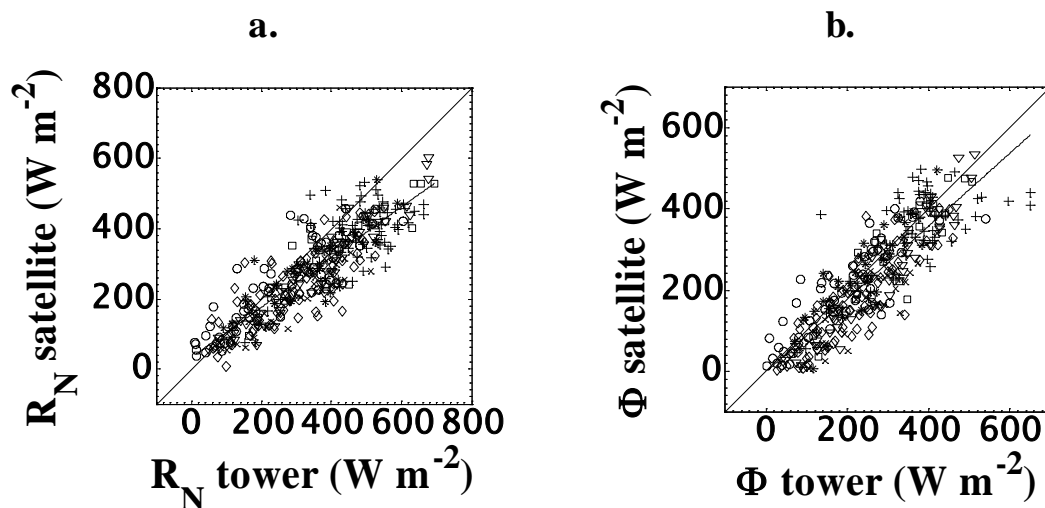 a.
b.
R_N satellite (W m^-2)
800
600
400
200
0
0 200 400 600 800
R_N tower (W m^-2)
Φ satellite (W m^-2)
600
400
200
0
0 200 400 600
Φ tower (W m^-2)